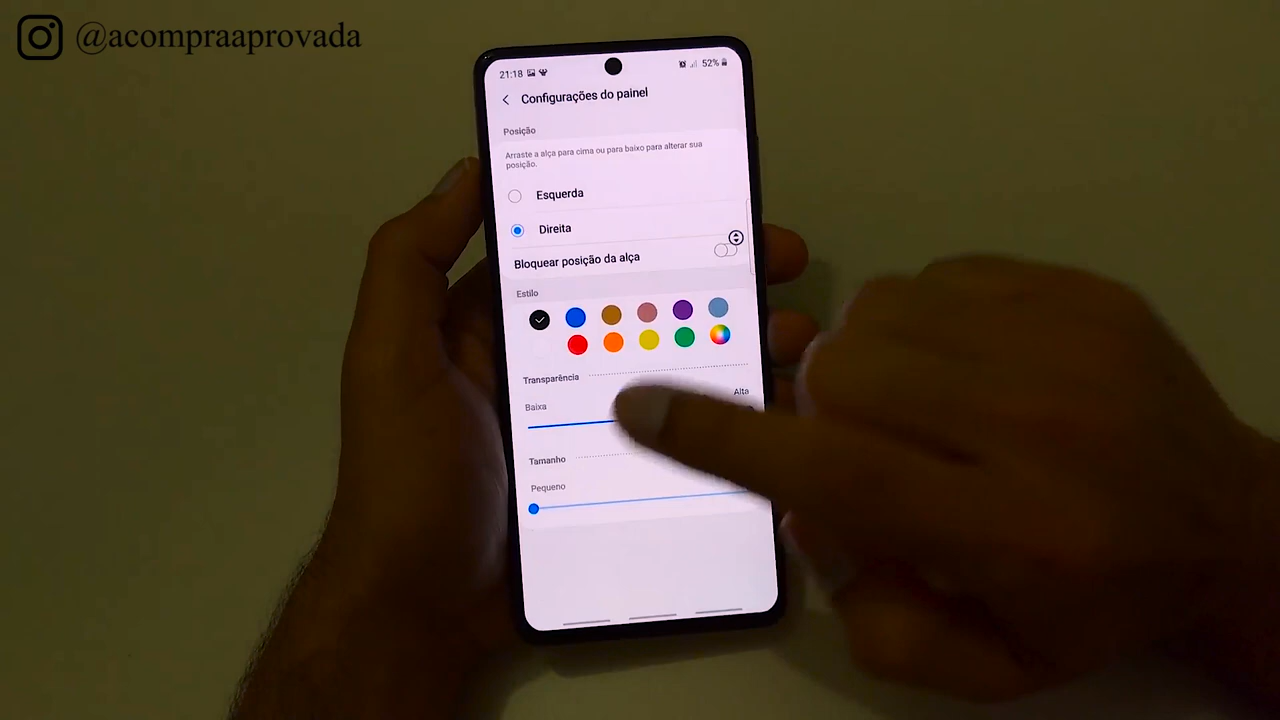 @acompraaprovada
21:18
52%
Configurações do painel
Posição
Arraste a alça para cima ou para baixo para alterar sua
posição.
Esquerda
Direita
Bloquear posição da alça
Estilo
Transparência
Baixa
Alta
Tamanho
Pequeno